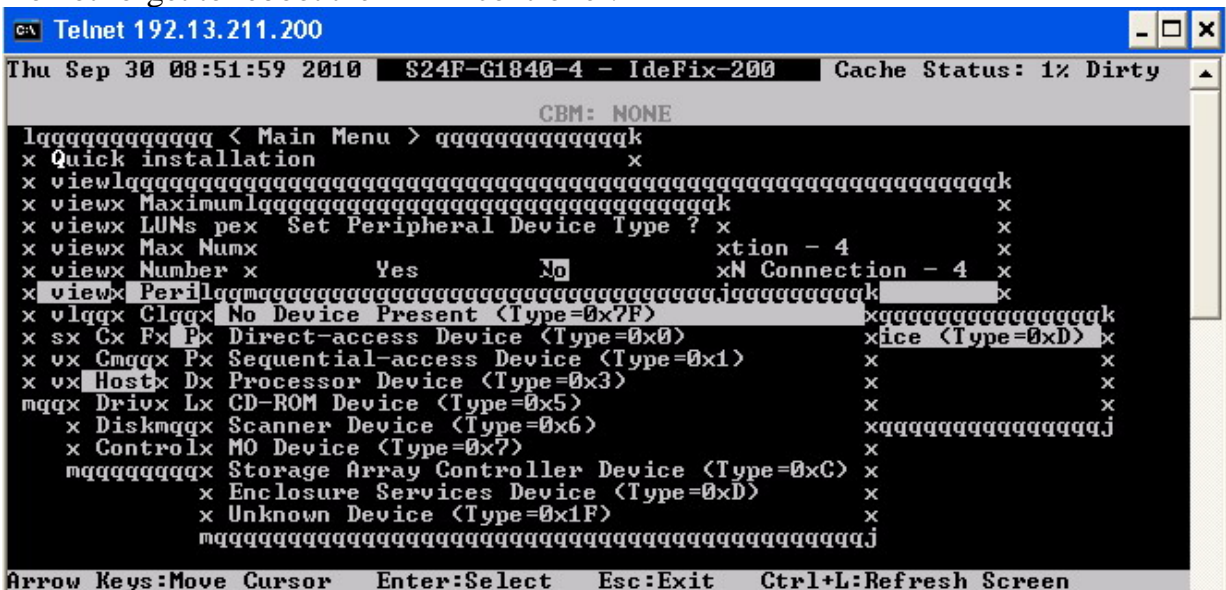 Telnet 192.13.211.200
Thu Sep 30 08:51:59 2010 S24F-G1840-4 - IdeFix-200 Cache Status: 1% Dirty
CBM: NONE
lqqqqqqqqqqqq < Main Menu > qqqqqqqqqqqqqk
x Quick installation x
x viewlqqqqqqqqqqqqqqqqqqqqqqqqqqqqqqqqqqqqqqqqqqqqqqqqqqqqqk
x viewx Maximumlqqqqqqqqqqqqqqqqqqqqqqqqqqqqk x
x viewx LUNs pex Set Peripheral Device Type ? x x
x viewx Max Numx xtion - 4 x
x viewx Number x Yes No xN Connection - 4 x
x viewx Perilqqmqqqqqqqqqqqqqqqqqqqqqqqqqqqqjqqqqqqqqqk x
x vlqqx Clqqx No Device Present (Type=0x7F) xqqqqqqqqqqqqqqqk
x sx Cx Fx Px Direct-access Device (Type=0x0) xice (Type=0xD) x
x vx Cmqqx Px Sequential-access Device (Type=0x1) x x
x vx Hostx Dx Processor Device (Type=0x3) x x
mqqx Drivx Lx CD-ROM Device (Type=0x5) x x
x Diskmqqx Scanner Device (Type=0x6) xqqqqqqqqqqqqqqqj
x Controlx MO Device (Type=0x7) x
mqqqqqqqqx Storage Array Controller Device (Type=0xC) x
x Enclosure Services Device (Type=0xD) x
x Unknown Device (Type=0x1F) x
mqqqqqqqqqqqqqqqqqqqqqqqqqqqqqqqqqqqqqqqqqj
Arrow Keys:Move Cursor Enter:Select Esc:Exit Ctrl+L:Refresh Screen